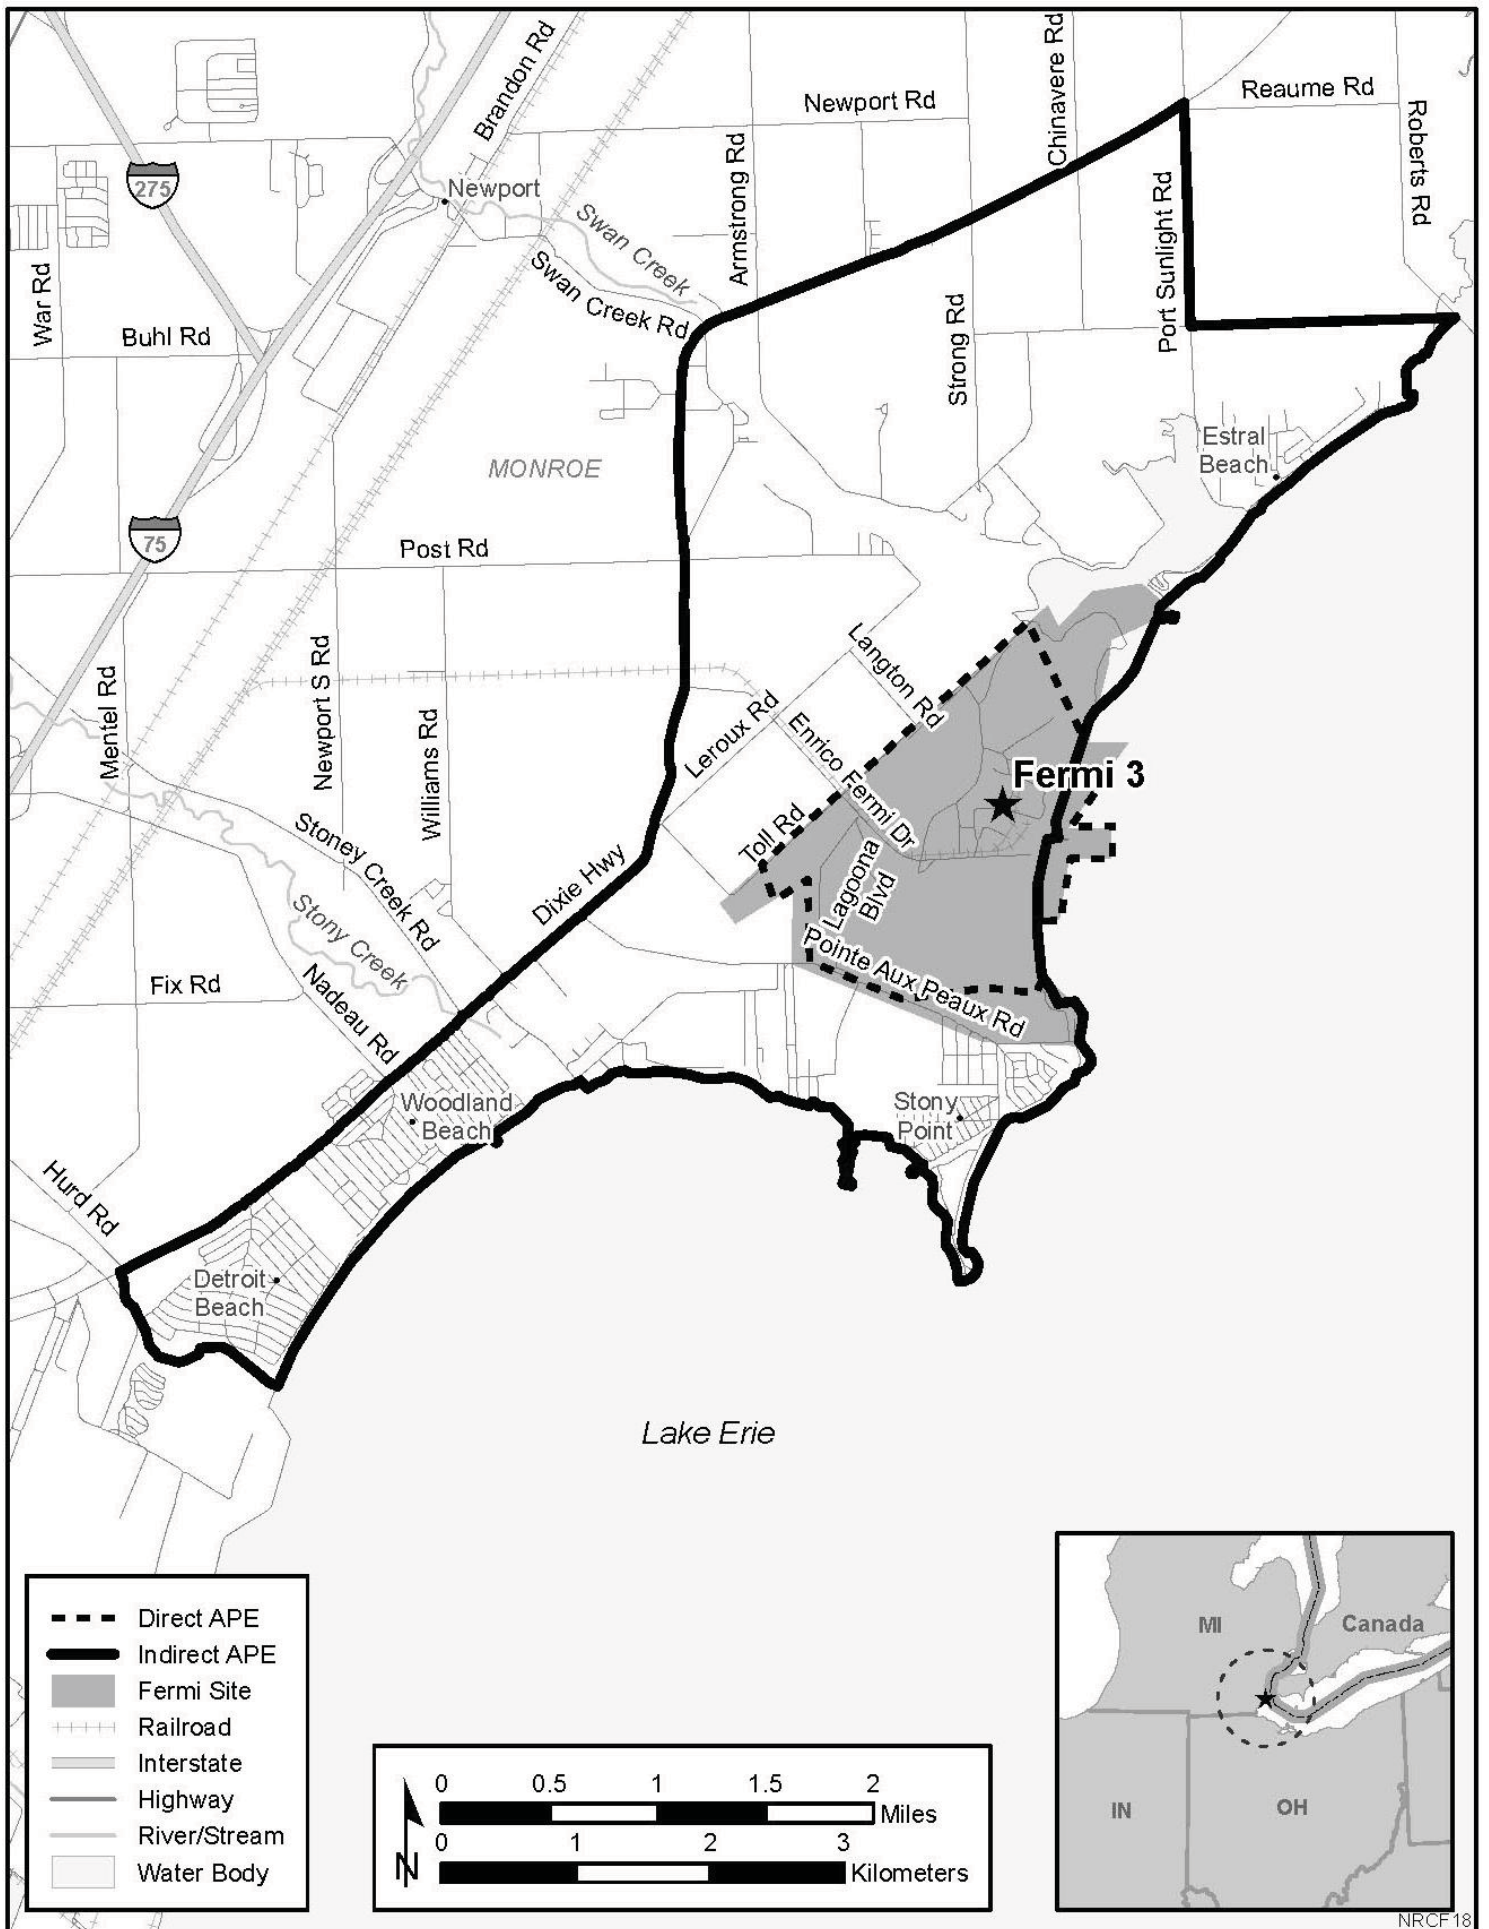 Brandon Rd
Newport Rd
Chinavere Rd
Reaume Rd
Roberts Rd
275
Newport
Armstrong Rd
Port Sunlight Rd
Swan Creek
Swan Creek Rd
War Rd
Buhl Rd
Strong Rd
MONROE
Estral
Beach
75
Post Rd
Langton Rd
Mentel Rd
Newport S Rd
Williams Rd
Leroux Rd
Enrico Fermi Dr
Fermi 3
Toll Rd
Stoney Creek Rd
Dixie Hwy
Lagoona
Blvd
Stony Creek
Pointe Aux Peaux Rd
Fix Rd
Nadeau Rd
Woodland
Beach
Stony
Point
Hurd Rd
Detroit
Beach
Lake Erie
Direct APE
Indirect APE
Fermi Site
Railroad
Interstate
Highway
River/Stream
Water Body
N
0 0.5 1 1.5 2
Miles
0 1 2 3
Kilometers
MI
Canada
IN
OH
NRCF18